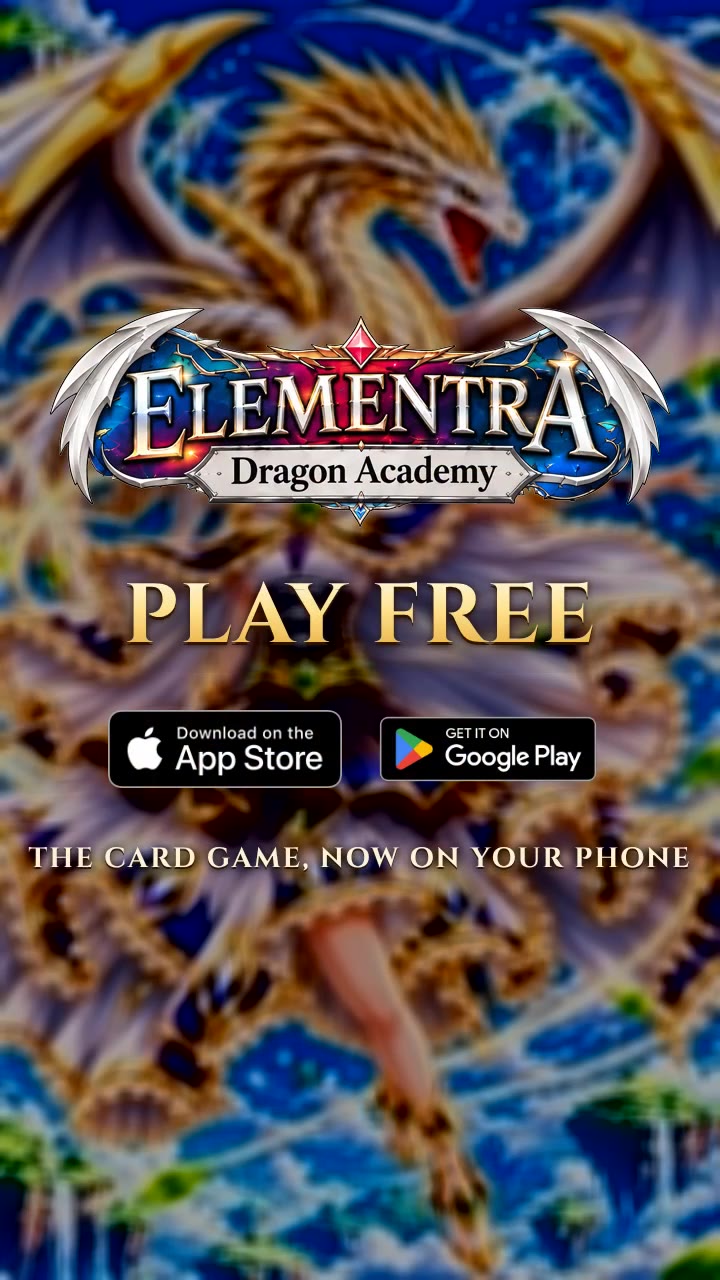 ELEMENTRA
Dragon Academy
PLAY FREE
Download on the
App Store
GET IT ON
Google Play
THE CARD GAME, NOW ON YOUR PHONE